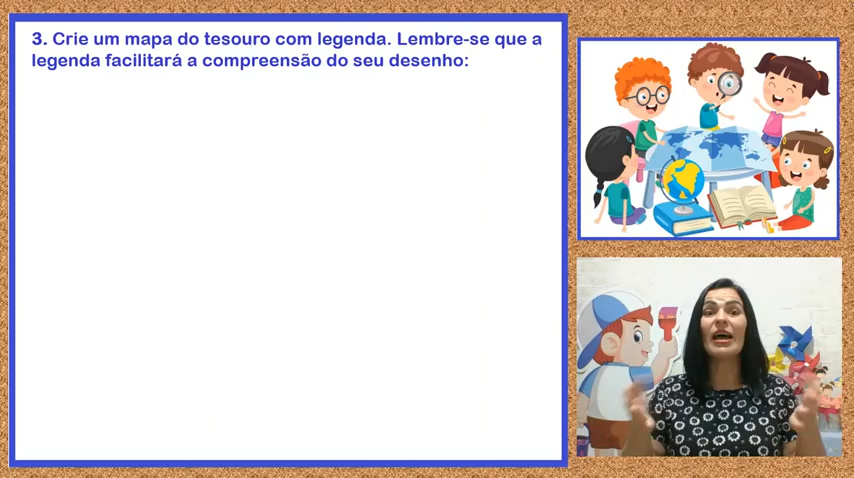 3. Crie um mapa do tesouro com legenda. Lembre-se que a
legenda facilitará a compreensão do seu desenho: